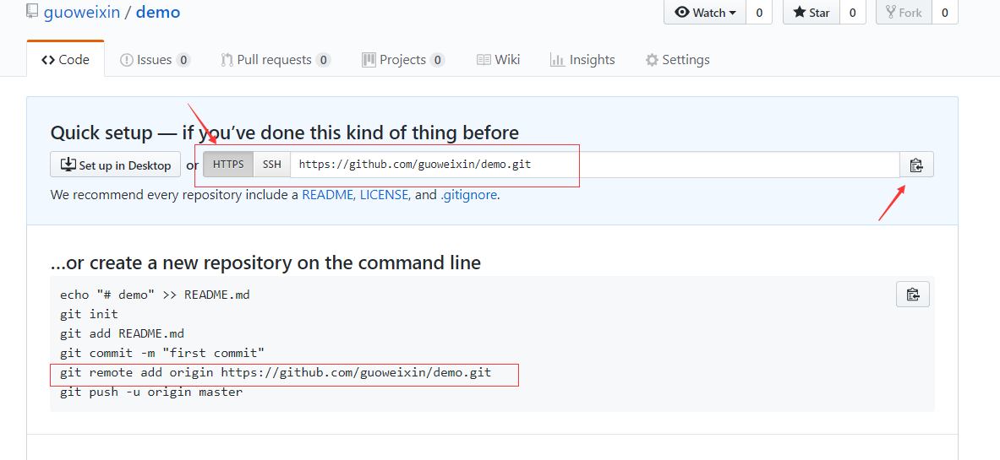 guoweixin / demo
Watch 0 Star 0 Fork 0
Code Issues 0 Pull requests 0 Projects 0 Wiki Insights Settings
Quick setup — if you’ve done this kind of thing before
Set up in Desktop or HTTPS SSH https://github.com/guoweixin/demo.git
We recommend every repository include a README, LICENSE, and .gitignore.
…or create a new repository on the command line
echo "# demo" >> README.md
git init
git add README.md
git commit -m "first commit"
git remote add origin https://github.com/guoweixin/demo.git
git push -u origin master